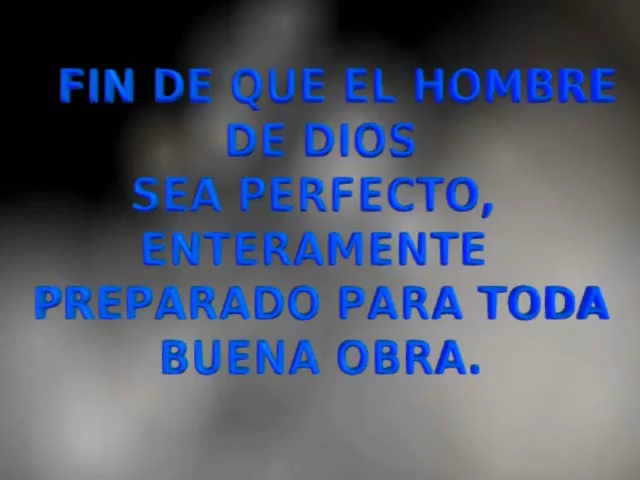 FIN DE QUE EL HOMBRE
DE DIOS
SEA PERFECTO,
ENTERAMENTE
PREPARADO PARA TODA
BUENA OBRA.